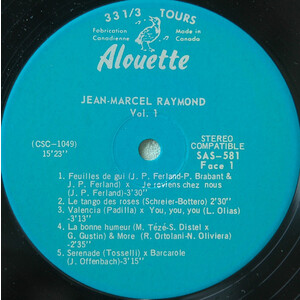 33 1/3 TOURS
Fabrication Canadienne
Made in Canada
Alouette
JEAN-MARCEL RAYMOND
Vol. 1
(CSC-1049)
15'23''
STEREO
COMPATIBLE
SAS-581
Face 1
1. Feuilles de gui (J. P. Ferland-P. Brabant &
J. P. Ferland) x Je reviens chez nous
(J. P. Ferland)-3'15
2. Le tango des roses (Schreier-Bottero) 2'30"
3. Valencia (Padilla) x You, you, you (L. Olias)
-3'13"
4. La bonne humeur (M. Tézé-S. Distel x
G. Gustin) & More (R. Ortolani-N. Oliviera)
-2'35"
5. Serenade (Tosselli) x Barcarole
(J. Offenbach)-3'15"